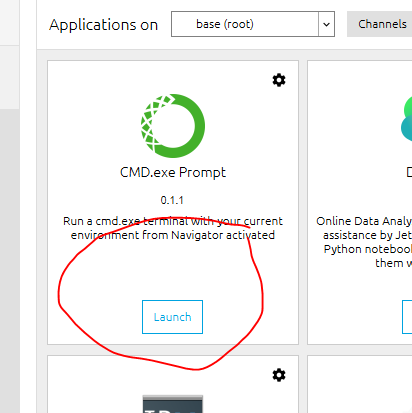 Applications on base (root) Channels
CMD.exe Prompt
0.1.1
Run a cmd.exe terminal with your current
environment from Navigator activated
Launch
Online Data Analy
assistance by Jet
Python notebook
them w